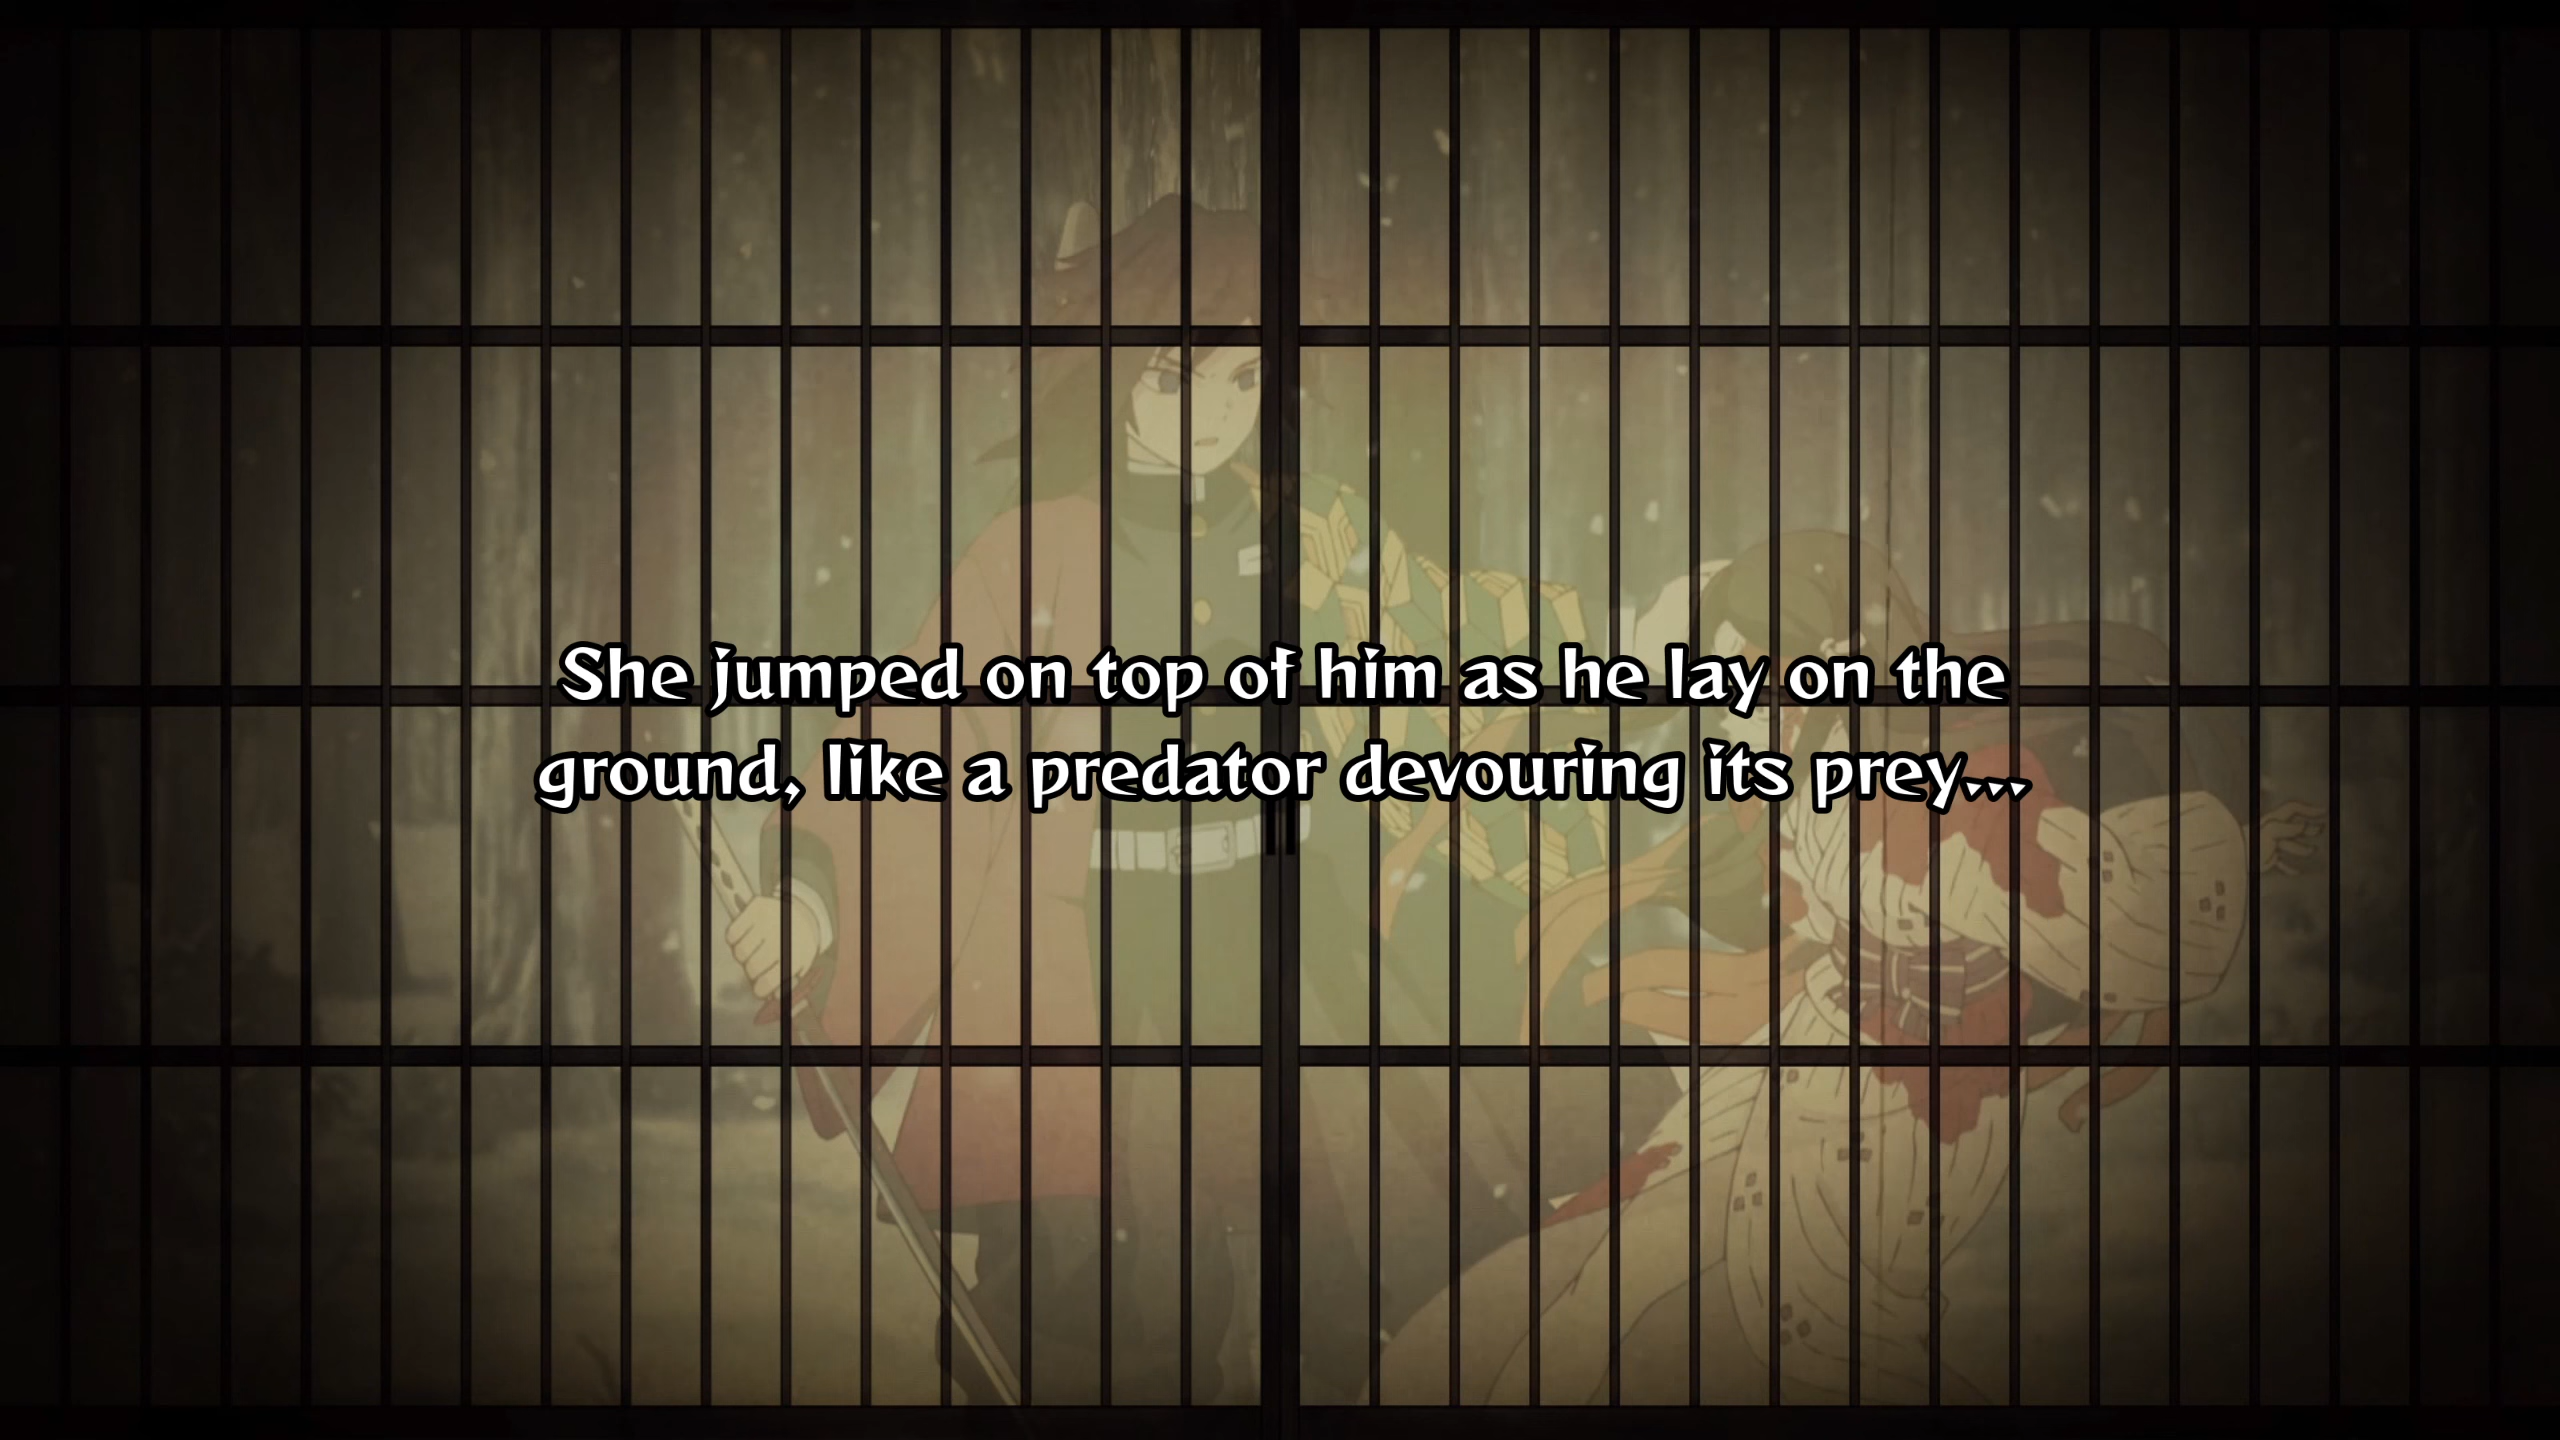 She jumped on top of him as he lay on the
ground, like a predator devouring its prey...